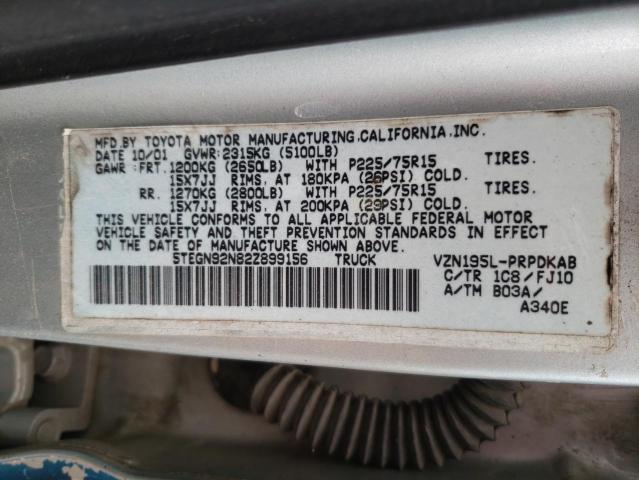 MFD.BY TOYOTA MOTOR MANUFACTURING.CALIFORNIA.INC.
DATE 10/01 GVWR:2315KG (5100LB)
GAWR:FRT.1200KG (2650LB) WITH P225/75R15 TIRES.
15X7JJ RIMS. AT 180KPA (26PSI) COLD.
RR. 1270KG (2800LB) WITH P225/75R15 TIRES.
15X7JJ RIMS. AT 200KPA (29PSI) COLD.
THIS VEHICLE CONFORMS TO ALL APPLICABLE FEDERAL MOTOR
VEHICLE SAFETY AND THEFT PREVENTION STANDARDS IN EFFECT
ON THE DATE OF MANUFACTURE SHOWN ABOVE.
5TEGN92N82Z899156 TRUCK VZN195L-PRPDKAB
C/TR 1C8/FJ10
A/TM B03A/
A340E